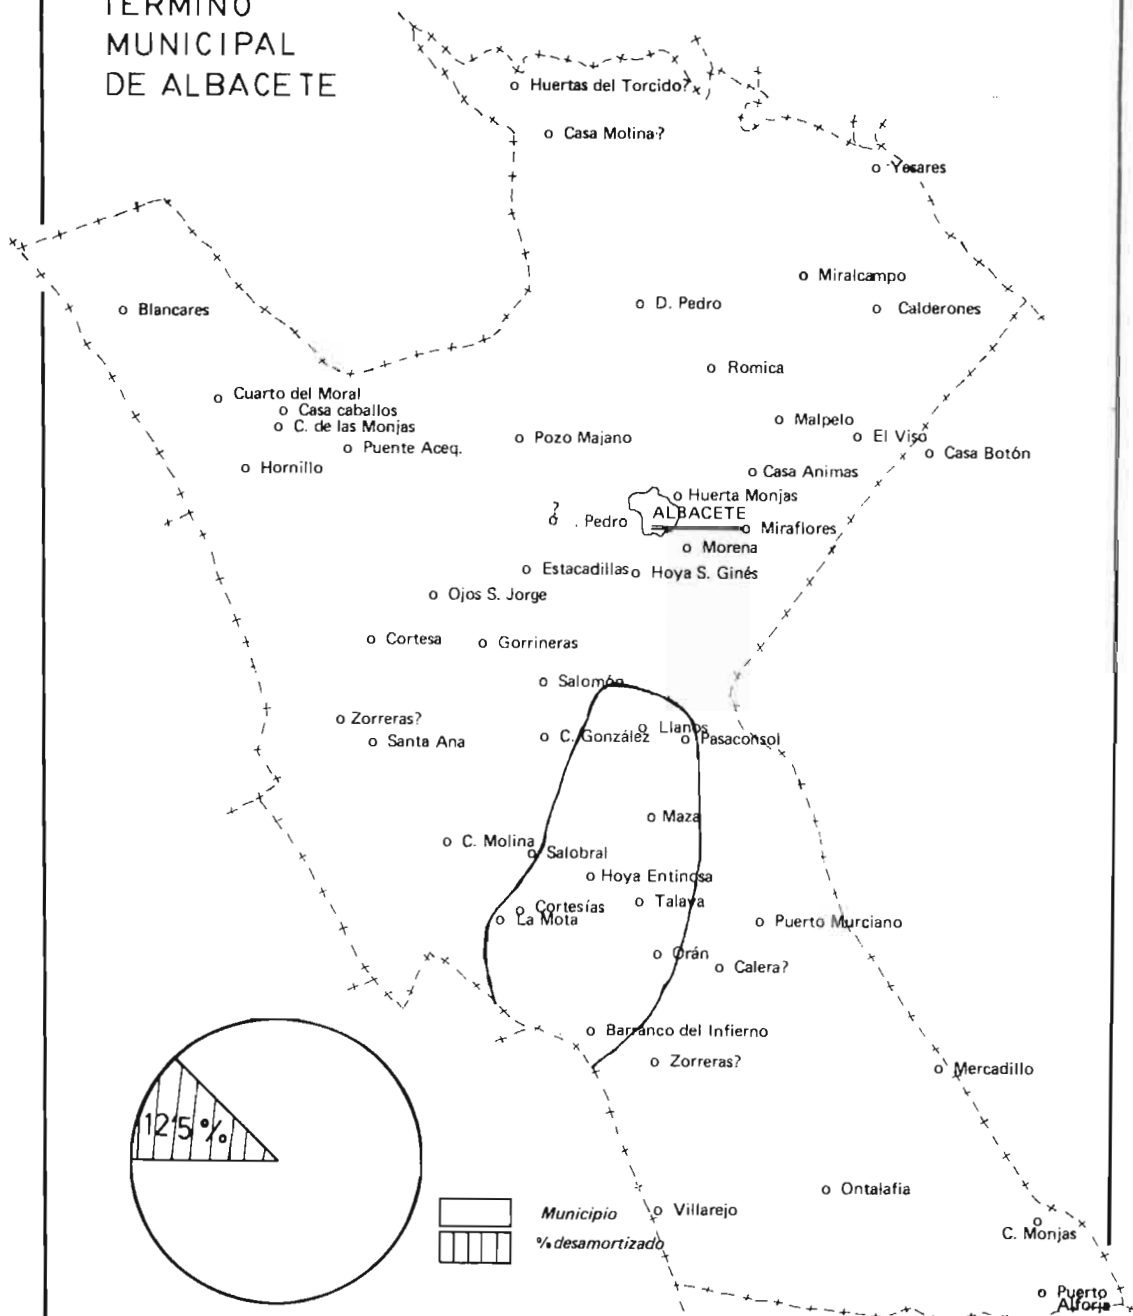 TERMINO
MUNICIPAL
DE ALBACETE
Huertas del Torcido?
Casa Molina?
Yesares
Miralcampo
D. Pedro
Calderones
Blancares
Romica
Cuarto del Moral
Casa caballos
C. de las Monjas
Puente Aceq.
Hornillo
Pozo Majano
Malpelo
El Viso
Casa Botón
Casa Animas
Huerta Monjas
ALBACETE
?
. Pedro
Miraflores
Morena
Estacadillas
Hoya S. Ginés
Ojos S. Jorge
Cortesa
Gorrineras
Salomón
Zorreras?
Santa Ana
C. González
Llanos
Pasaconsol
Maza
C. Molina
Salobral
Hoya Entinosa
Cortesías
La Mota
Talaya
Puerto Murciano
Orán
Calera?
Barranco del Infierno
Zorreras?
Mercadillo
12'5 %
Ontalafia
Municipio
Villarejo
% desamortizado
C. Monjas
Puerto
Alforja